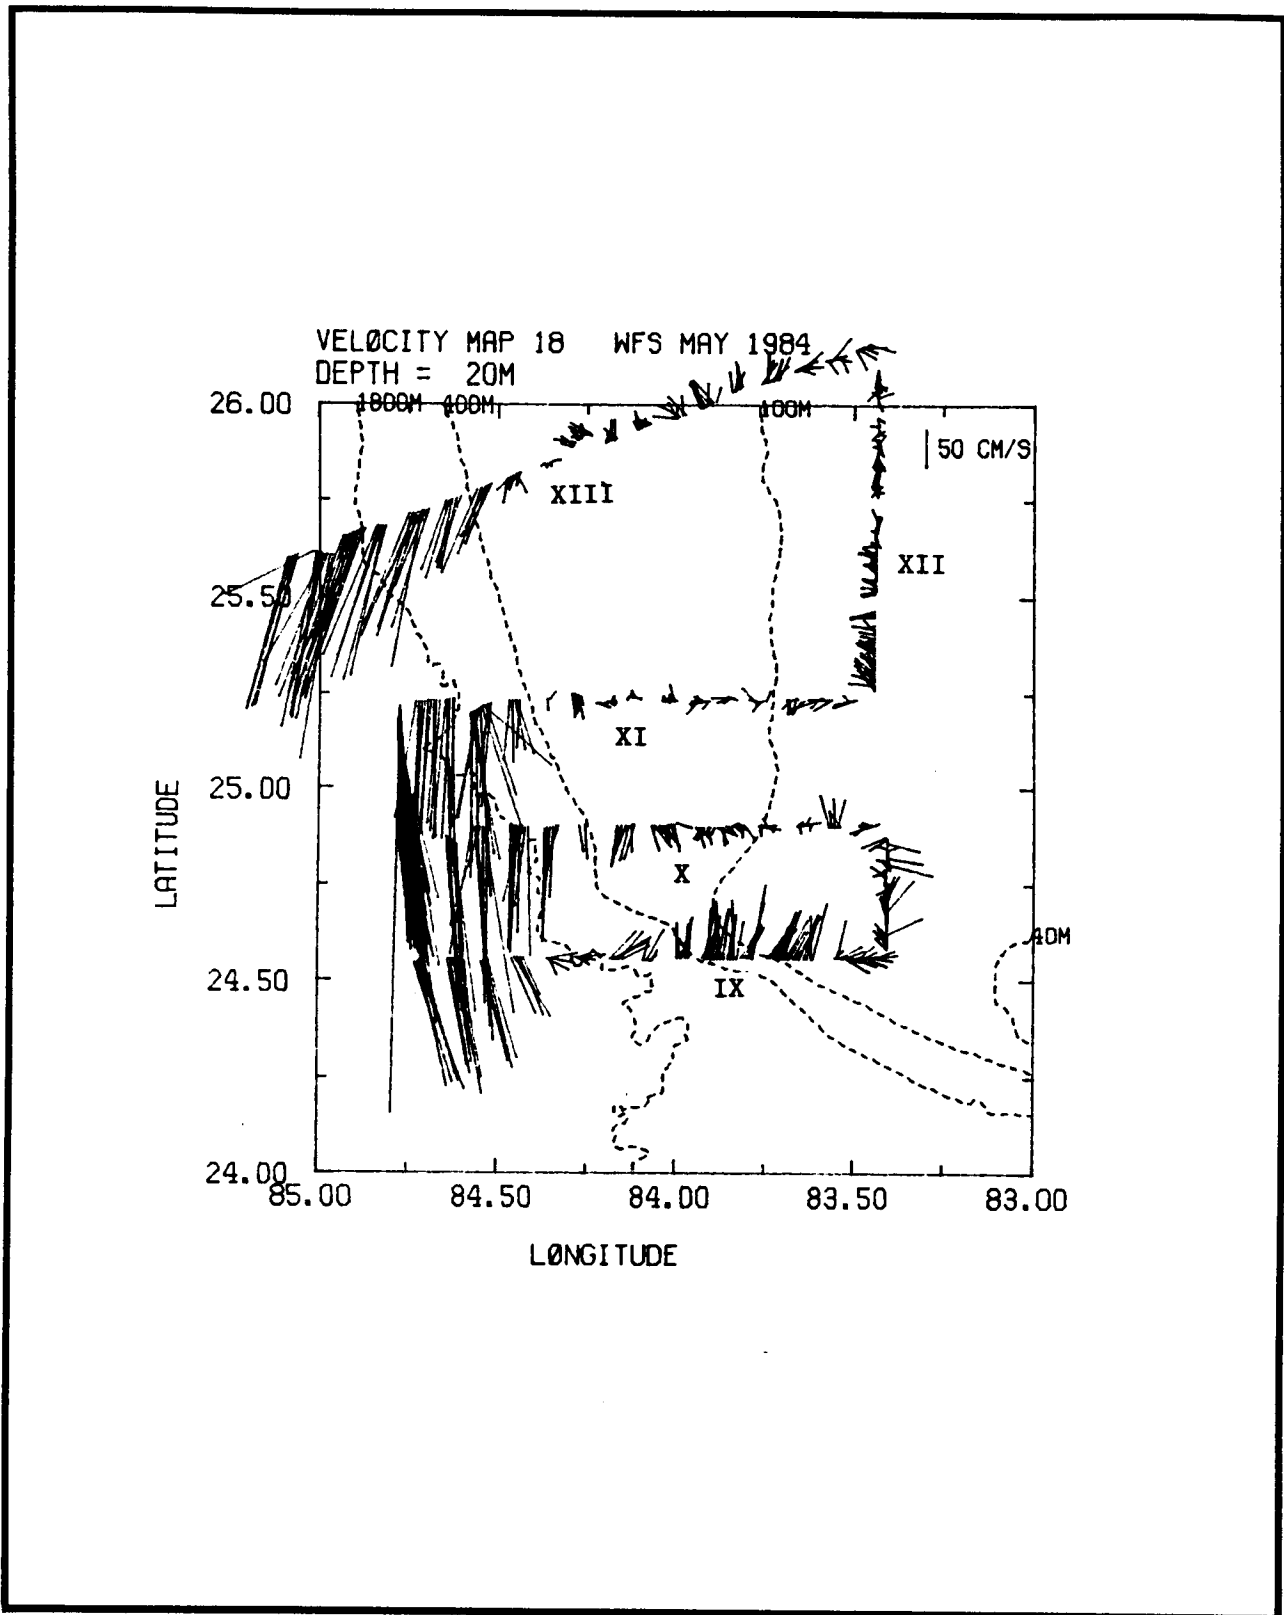 VELØCITY MAP 18 WFS MAY 1984
DEPTH = 20M
26.00
1800M 400M 100M
50 CM/S
XIII
XII
25.50
XI
25.00
LATITUDE
X
40M
24.50
IX
24.00
85.00 84.50 84.00 83.50 83.00
LØNGITUDE